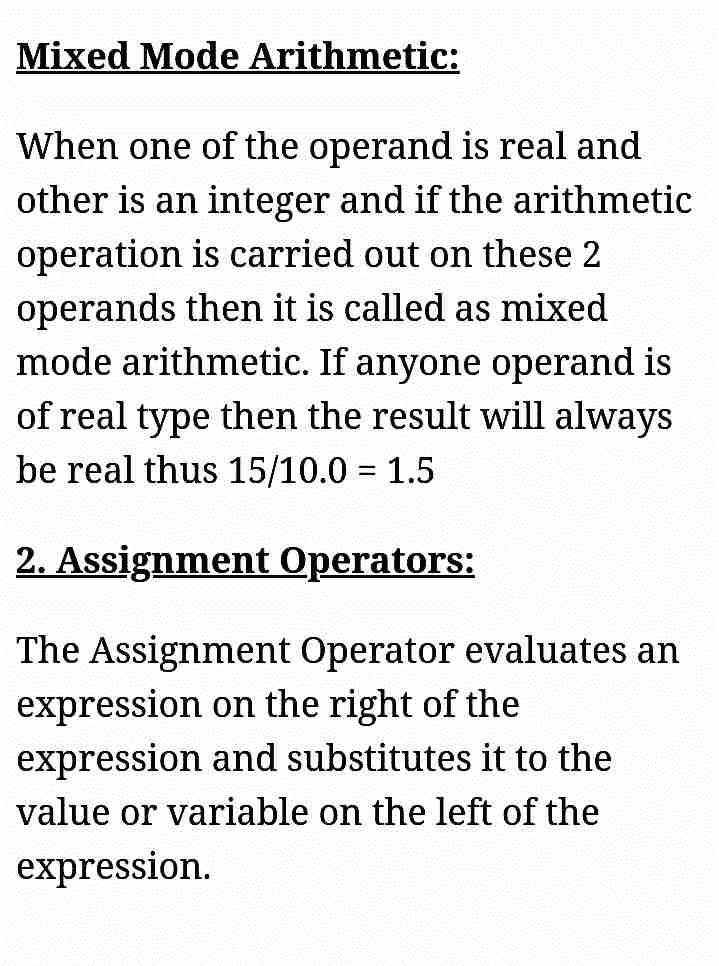 Mixed Mode Arithmetic:
When one of the operand is real and
other is an integer and if the arithmetic
operation is carried out on these 2
operands then it is called as mixed
mode arithmetic. If anyone operand is
of real type then the result will always
be real thus 15/10.0 = 1.5
2. Assignment Operators:
The Assignment Operator evaluates an
expression on the right of the
expression and substitutes it to the
value or variable on the left of the
expression.